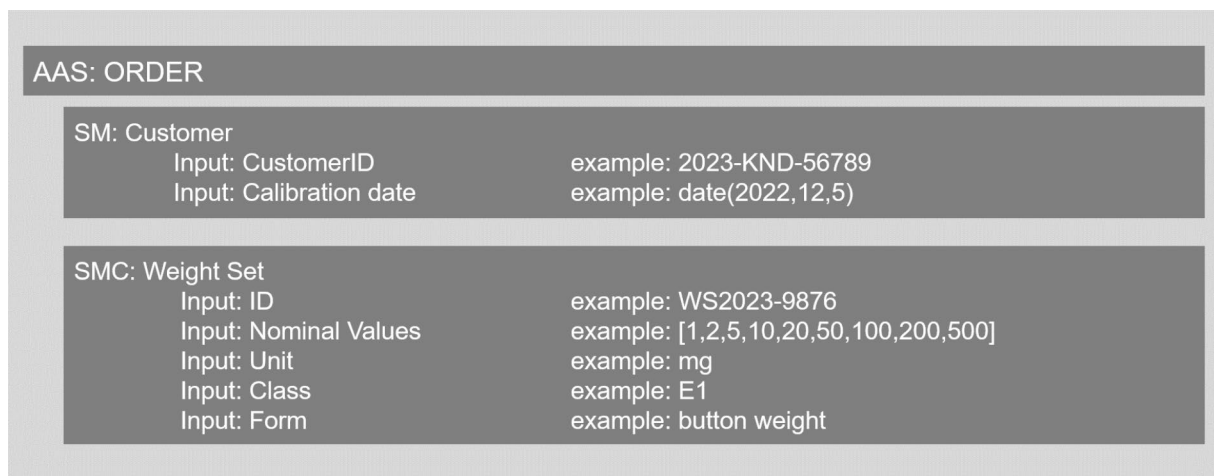 AAS: ORDER
SM: Customer
Input: CustomerID example: 2023-KND-56789
Input: Calibration date example: date(2022,12,5)
SMC: Weight Set
Input: ID example: WS2023-9876
Input: Nominal Values example: [1,2,5,10,20,50,100,200,500]
Input: Unit example: mg
Input: Class example: E1
Input: Form example: button weight